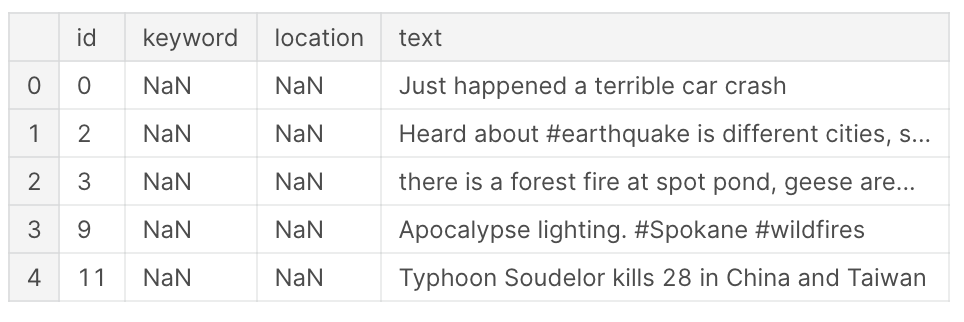 id keyword location text
0 0 NaN NaN Just happened a terrible car crash
1 2 NaN NaN Heard about #earthquake is different cities, s...
2 3 NaN NaN there is a forest fire at spot pond, geese are...
3 9 NaN NaN Apocalypse lighting. #Spokane #wildfires
4 11 NaN NaN Typhoon Soudelor kills 28 in China and Taiwan